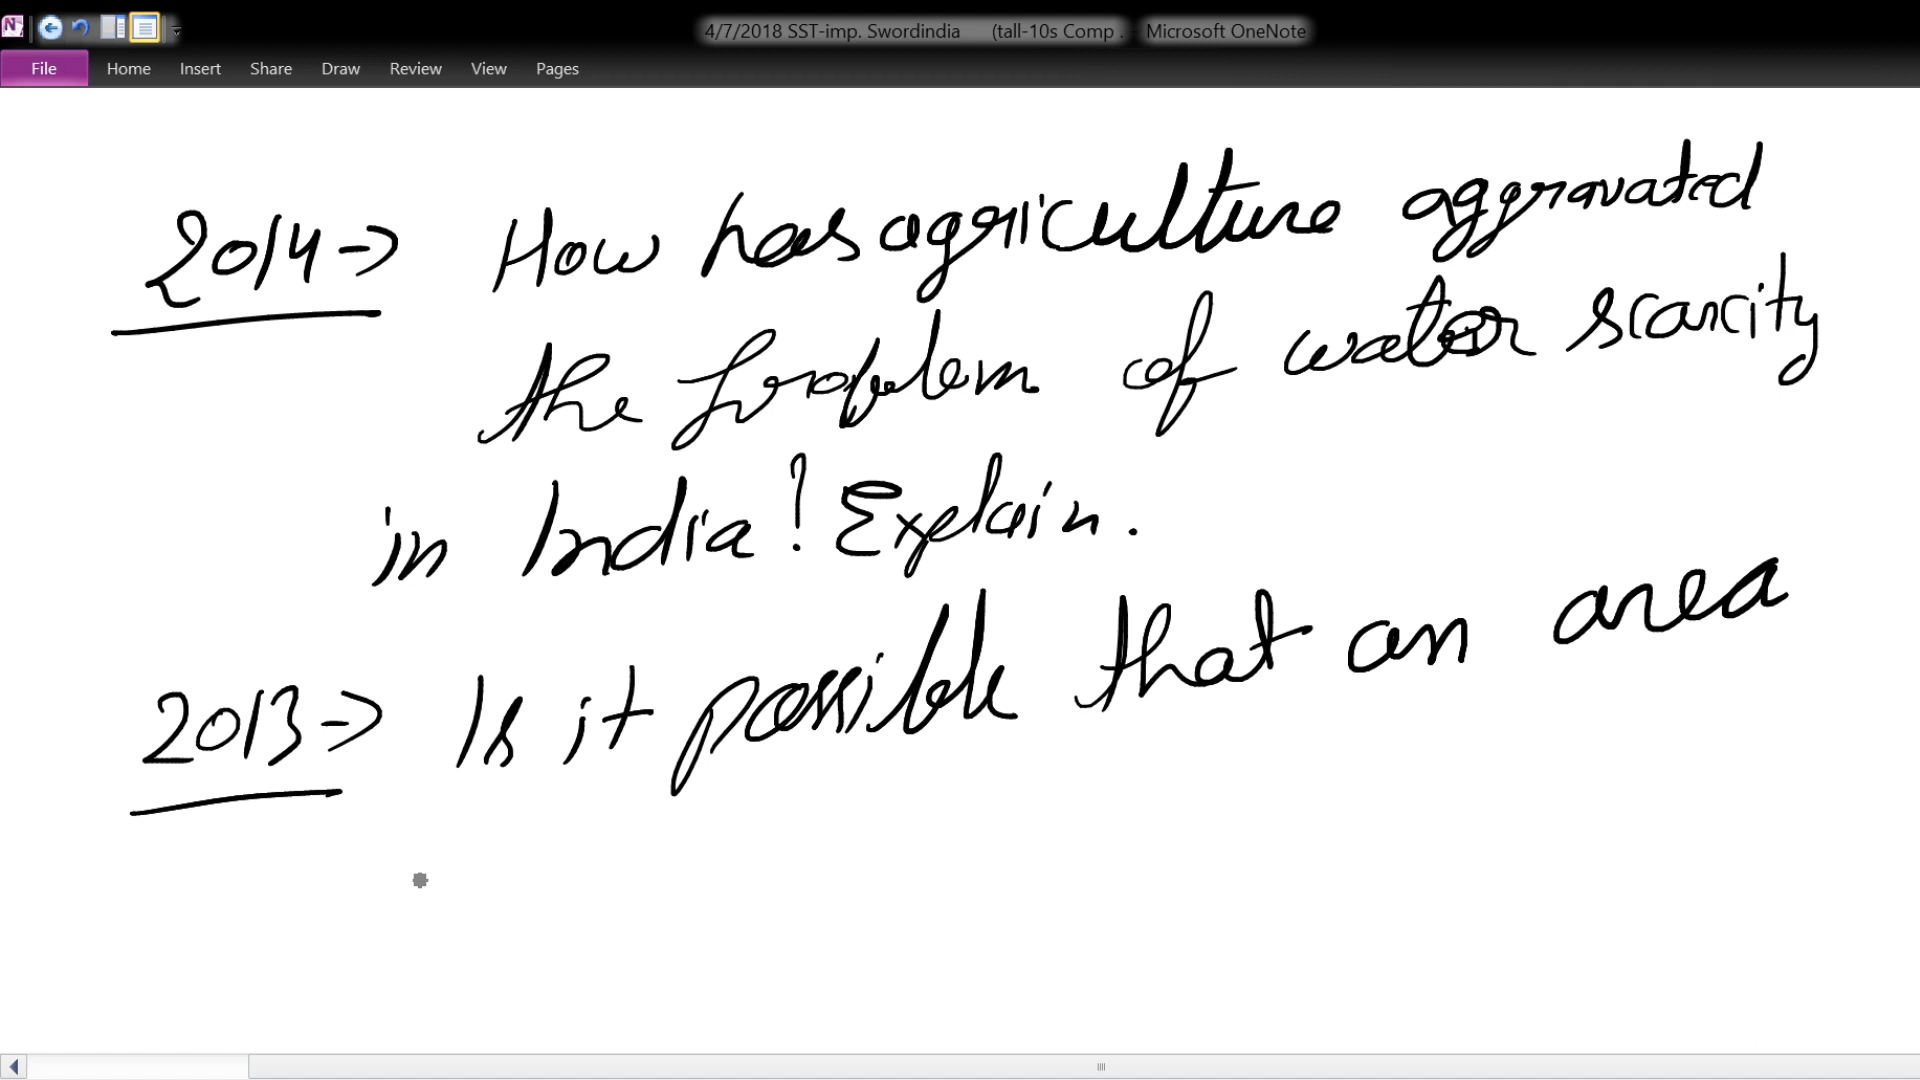 4/7/2018 SST-imp. Swordindia (tall-10s Comp . - Microsoft OneNote
File Home Insert Share Draw Review View Pages
2014 => How has agriculture aggravated
the problem of water scarcity
in India? Explain.
2013 => Is it possible that an area